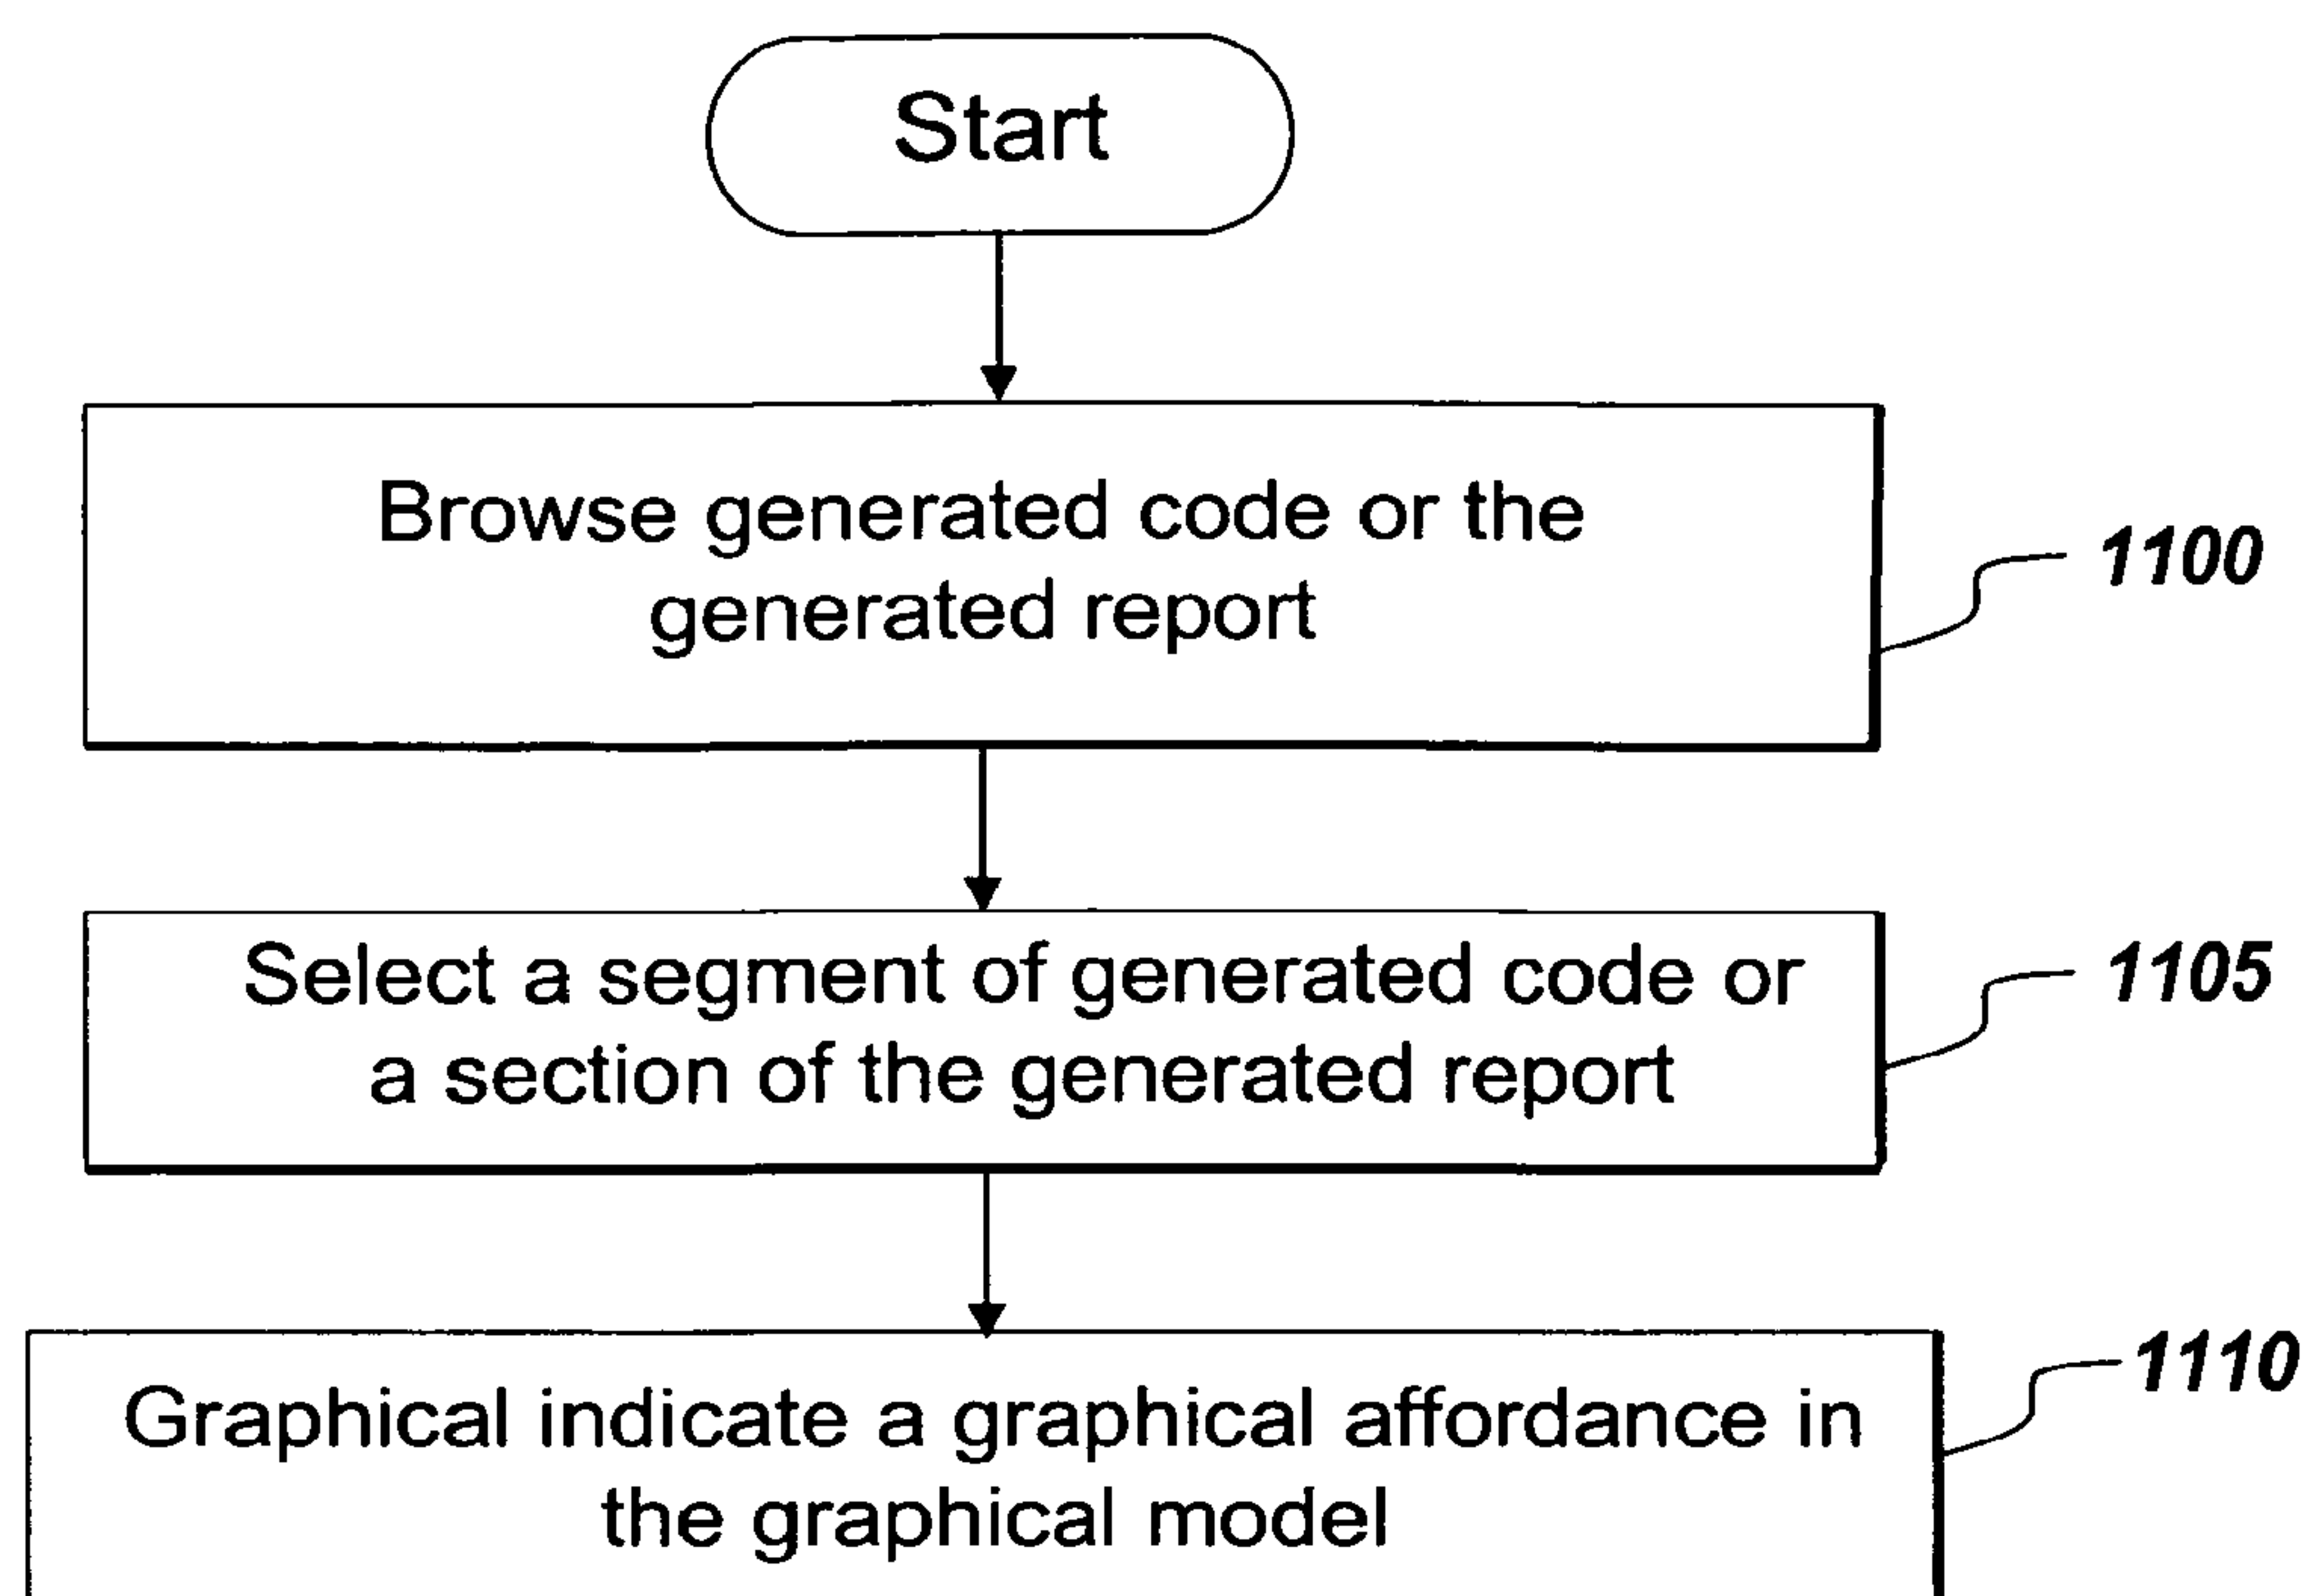 Start
Browse generated code or the
generated report
1100
Select a segment of generated code or
a section of the generated report
1105
Graphical indicate a graphical affordance in
the graphical model
1110